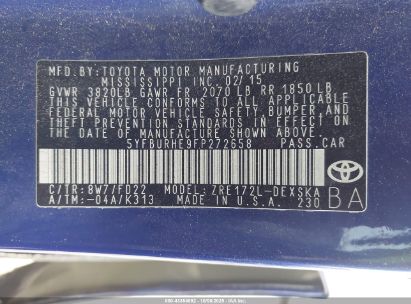 MFD. BY:TOYOTA MOTOR MANUFACTURING
MISSISSIPPI INC. 02/15
GVWR 3820LB GAWR FR 2070 LB RR 1850 LB
THIS VEHICLE CONFORMS TO ALL APPLICABLE
FEDERAL MOTOR VEHICLE SAFETY, BUMPER AND
THEFT PREVENTION STANDARDS IN EFFECT ON
THE DATE OF MANUFACTURE SHOWN ABOVE.
5YFBURHE9FP272658 PASS.CAR
C/TR: 8W7/FD22 MODEL: ZRE172L-DEXSKA
A/TM:-04A/K313 MADE IN U.S.A. 230
BA
TOYOTA